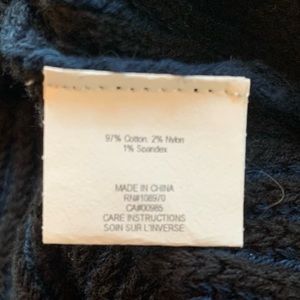 97% Cotton. 2% Nylon
1% Spandex
MADE IN CHINA
RN#108970
CA#00985
CARE INSTRUCTIONS
SOIN SUR L'INVERSE